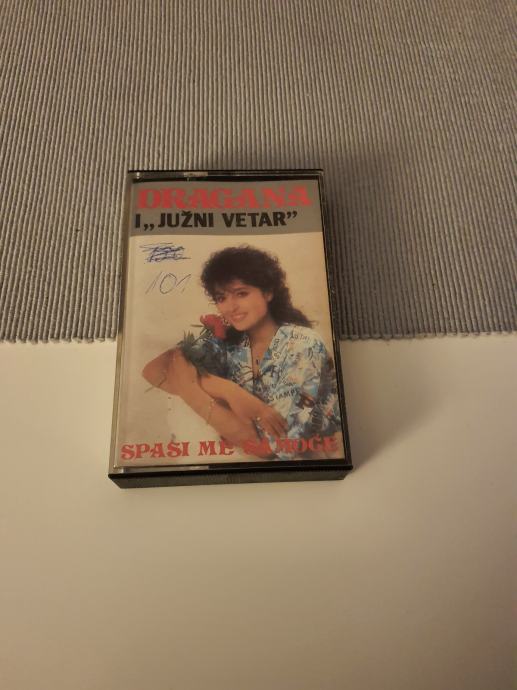 DRAGANA
I „JUŽNI VETAR”
101
SPASI ME SAMOĆE